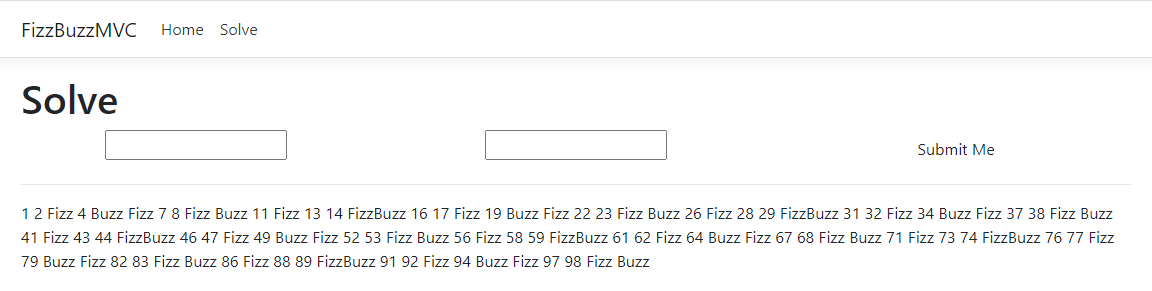 FizzBuzzMVC Home Solve
Solve
Submit Me
1 2 Fizz 4 Buzz Fizz 7 8 Fizz Buzz 11 Fizz 13 14 FizzBuzz 16 17 Fizz 19 Buzz Fizz 22 23 Fizz Buzz 26 Fizz 28 29 FizzBuzz 31 32 Fizz 34 Buzz Fizz 37 38 Fizz Buzz
41 Fizz 43 44 FizzBuzz 46 47 Fizz 49 Buzz Fizz 52 53 Fizz Buzz 56 Fizz 58 59 FizzBuzz 61 62 Fizz 64 Buzz Fizz 67 68 Fizz Buzz 71 Fizz 73 74 FizzBuzz 76 77 Fizz
79 Buzz Fizz 82 83 Fizz Buzz 86 Fizz 88 89 FizzBuzz 91 92 Fizz 94 Buzz Fizz 97 98 Fizz Buzz